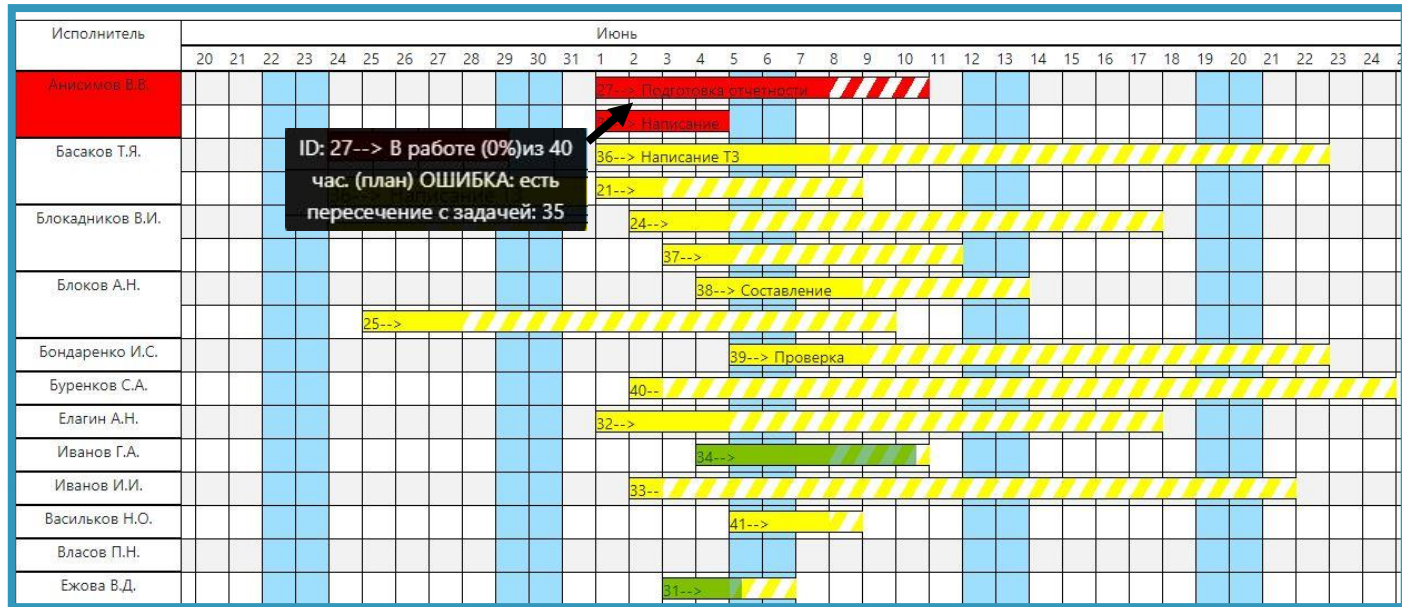 Исполнитель
Июнь
20 21 22 23 24 25 26 27 28 29 30 31 1 2 3 4 5 6 7 8 9 10 11 12 13 14 15 16 17 18 19 20 21 22 23 24
Анисимов В.В.
27--> Подготовка отчетности
--> Написание
ID: 27--> В работе (0%)из 40
час. (план) ОШИБКА: есть
пересечение с задачей: 35
Басаков Т.Я.
36--> Написание ТЗ
21-->
Блокадников В.И.
24-->
37-->
Блоков А.Н.
38--> Составление
25-->
Бондаренко И.С.
39--> Проверка
Буренков С.А.
40--
Елагин А.Н.
32-->
Иванов Г.А.
34-->
Иванов И.И.
33--
Васильков Н.О.
41-->
Власов П.Н.
Ежова В.Д.
31-->